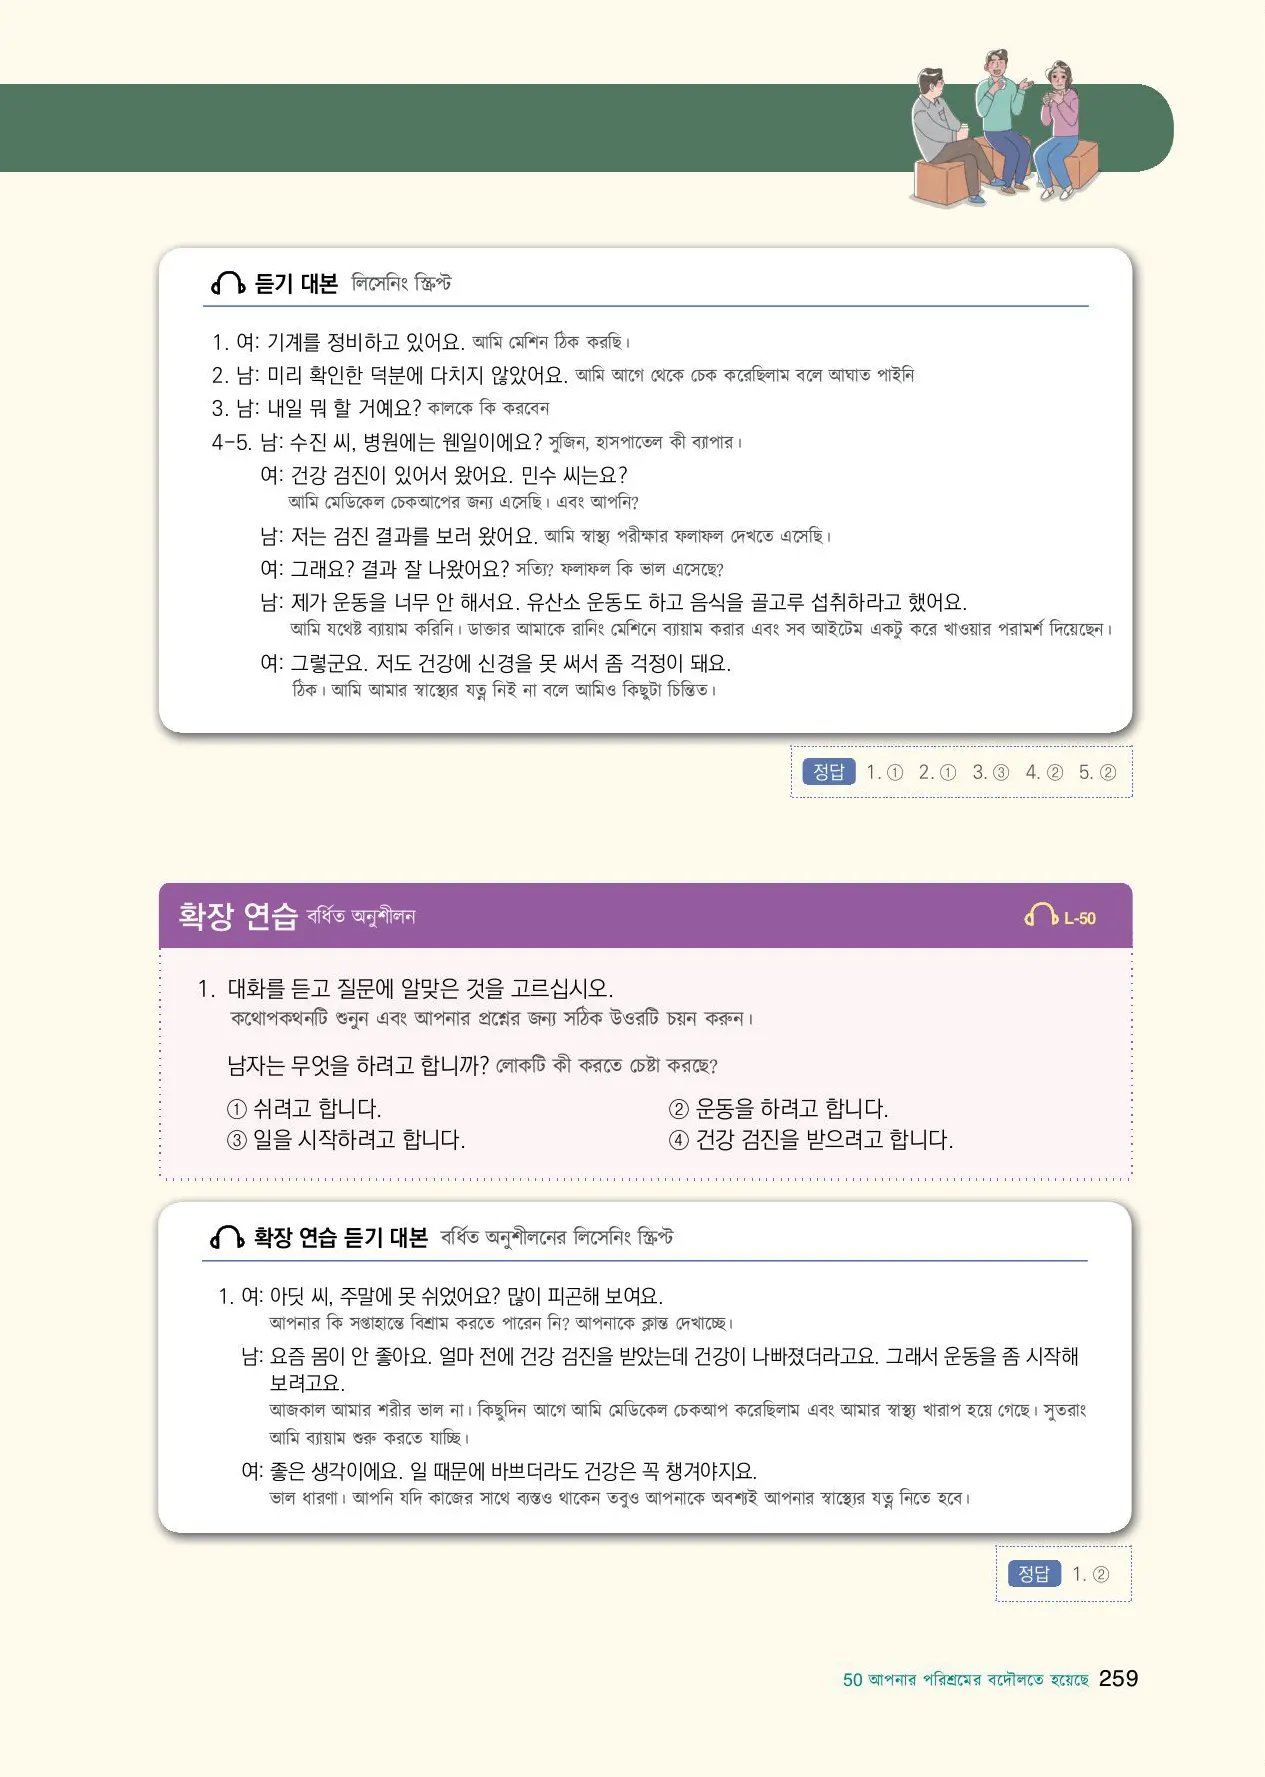 듣기 대본 লিসেনিং স্ক্রিপ্ট
1. 여: 기계를 정비하고 있어요. আমি মেশিন ঠিক করছি।
2. 남: 미리 확인한 덕분에 다치지 않았어요. আমি আগে থেকে চেক করেছিলাম বলে আঘাত পাইনি
3. 남: 내일 뭐 할 거예요? কালকে কি করবেন
4-5. 남: 수진 씨, 병원에는 웬일이에요? সুজিন, হাসপাতেল কী ব্যাপার।
여: 건강 검진이 있어서 왔어요. 민수 씨는요?
আমি মেডিকেল চেকআপের জন্য এসেছি। এবং আপনি?
남: 저는 검진 결과를 보러 왔어요. আমি স্বাস্থ্য পরীক্ষার ফলাফল দেখতে এসেছি।
여: 그래요? 결과 잘 나왔어요? সত্যি? ফলাফল কি ভাল এসেছে?
남: 제가 운동을 너무 안 해서요. 유산소 운동도 하고 음식을 골고루 섭취하라고 했어요.
আমি যথেষ্ট ব্যায়াম করিনি। ডাক্তার আমাকে রানিং মেশিনে ব্যায়াম করার এবং সব আইটেম একটু করে খাওয়ার পরামর্শ দিয়েছেন।
여: 그렇군요. 저도 건강에 신경을 못 써서 좀 걱정이 돼요.
ঠিক। আমি আমার স্বাস্থ্যের যত্ন নিই না বলে আমিও কিছুটা চিন্তিত।
정답 1. ① 2. ① 3. ③ 4. ② 5. ②
확장 연습 বর্ধিত অনুশীলন L-50
1. 대화를 듣고 질문에 알맞은 것을 고르십시오.
কথোপকথনটি শুনুন এবং আপনার প্রশ্নের জন্য সঠিক উওরটি চয়ন করুন।
남자는 무엇을 하려고 합니까? লোকটি কী করতে চেষ্টা করছে?
① 쉬려고 합니다. ② 운동을 하려고 합니다.
③ 일을 시작하려고 합니다. ④ 건강 검진을 받으려고 합니다.
확장 연습 듣기 대본 বর্ধিত অনুশীলনের লিসেনিং স্ক্রিপ্ট
1. 여: 아딧 씨, 주말에 못 쉬었어요? 많이 피곤해 보여요.
আপনার কি সপ্তাহান্তে বিশ্রাম করতে পারেন নি? আপনাকে ক্লান্ত দেখাচ্ছে।
남: 요즘 몸이 안 좋아요. 얼마 전에 건강 검진을 받았는데 건강이 나빠졌더라고요. 그래서 운동을 좀 시작해
보려고요.
আজকাল আমার শরীর ভাল না। কিছুদিন আগে আমি মেডিকেল চেকআপ করেছিলাম এবং আমার স্বাস্থ্য খারাপ হয়ে গেছে। সুতরাং
আমি ব্যায়াম শুরু করতে যাচ্ছি।
여: 좋은 생각이에요. 일 때문에 바쁘더라도 건강은 꼭 챙겨야지요.
ভাল ধারণা। আপনি যদি কাজের সাথে ব্যস্তও থাকেন তবুও আপনাকে অবশ্যই আপনার স্বাস্থ্যের যত্ন নিতে হবে।
정답 1. ②
50 আপনার পরিশ্রমের বদৌলতে হয়েছে 259